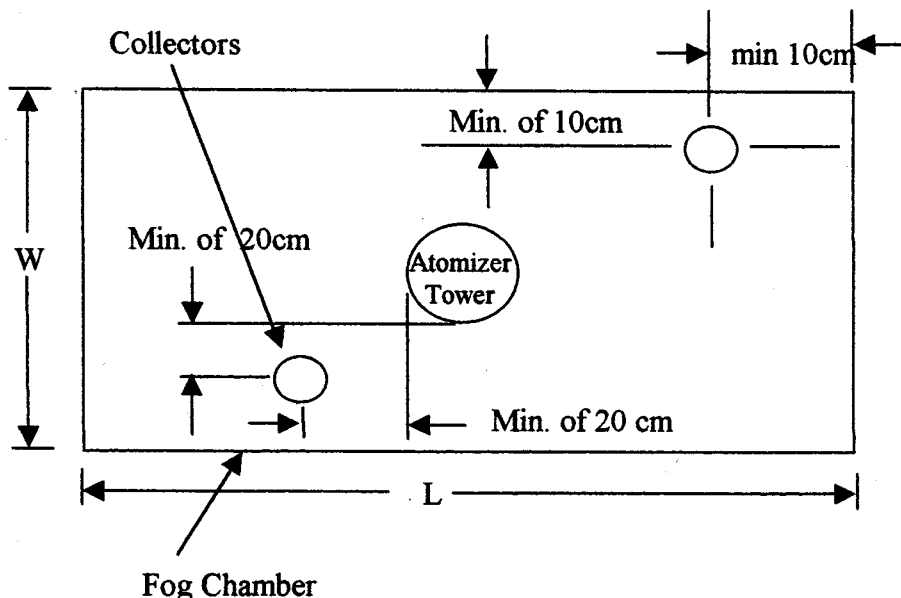 Collectors
min 10cm
Min. of 10cm
Min. of 20cm
W
Atomizer
Tower
Min. of 20 cm
L
Fog Chamber